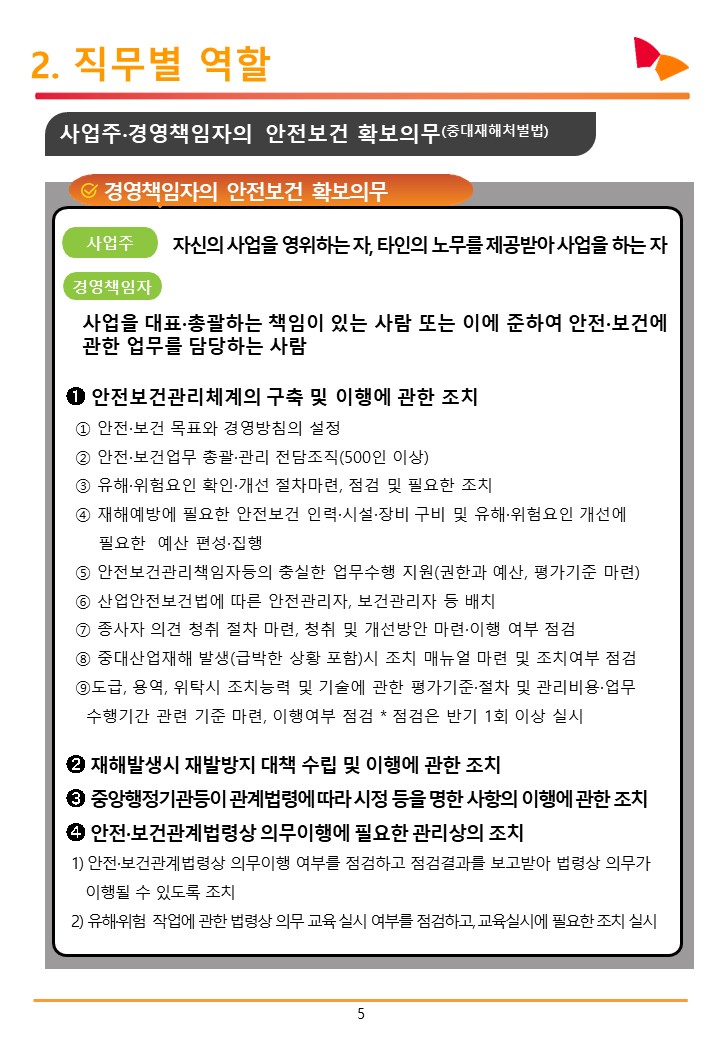 2. 직무별 역할
사업주·경영책임자의 안전보건 확보의무(중대재해처벌법)
경영책임자의 안전보건 확보의무
사업주 자신의 사업을 영위하는 자, 타인의 노무를 제공받아 사업을 하는 자
경영책임자
사업을 대표·총괄하는 책임이 있는 사람 또는 이에 준하여 안전·보건에
관한 업무를 담당하는 사람
❶ 안전보건관리체계의 구축 및 이행에 관한 조치
① 안전·보건 목표와 경영방침의 설정
② 안전·보건업무 총괄·관리 전담조직(500인 이상)
③ 유해·위험요인 확인·개선 절차마련, 점검 및 필요한 조치
④ 재해예방에 필요한 안전보건 인력·시설·장비 구비 및 유해·위험요인 개선에
필요한 예산 편성·집행
⑤ 안전보건관리책임자등의 충실한 업무수행 지원(권한과 예산, 평가기준 마련)
⑥ 산업안전보건법에 따른 안전관리자, 보건관리자 등 배치
⑦ 종사자 의견 청취 절차 마련, 청취 및 개선방안 마련·이행 여부 점검
⑧ 중대산업재해 발생(급박한 상황 포함)시 조치 매뉴얼 마련 및 조치여부 점검
⑨도급, 용역, 위탁시 조치능력 및 기술에 관한 평가기준·절차 및 관리비용·업무
수행기간 관련 기준 마련, 이행여부 점검 * 점검은 반기 1회 이상 실시
❷ 재해발생시 재발방지 대책 수립 및 이행에 관한 조치
❸ 중앙행정기관등이 관계법령에 따라 시정 등을 명한 사항의 이행에 관한 조치
❹ 안전·보건관계법령상 의무이행에 필요한 관리상의 조치
1) 안전·보건관계법령상 의무이행 여부를 점검하고 점검결과를 보고받아 법령상 의무가
이행될 수 있도록 조치
2) 유해·위험 작업에 관한 법령상 의무 교육 실시 여부를 점검하고, 교육실시에 필요한 조치 실시
5